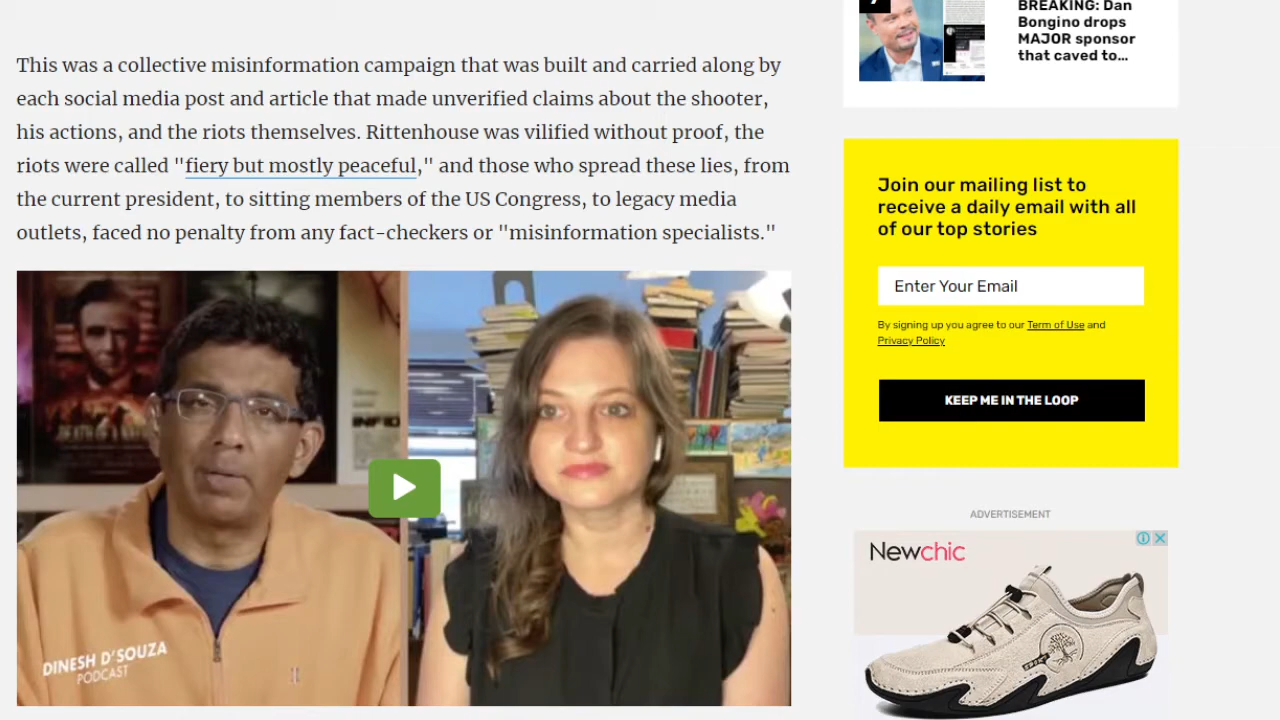 This was a collective misinformation campaign that was built and carried along by
each social media post and article that made unverified claims about the shooter,
his actions, and the riots themselves. Rittenhouse was vilified without proof, the
riots were called "fiery but mostly peaceful," and those who spread these lies, from
the current president, to sitting members of the US Congress, to legacy media
outlets, faced no penalty from any fact-checkers or "misinformation specialists."
DINESH D'SOUZA
PODCAST
BREAKING: Dan
Bongino drops
MAJOR sponsor
that caved to...
Join our mailing list to
receive a daily email with all
of our top stories
Enter Your Email
By signing up you agree to our Term of Use and
Privacy Policy
KEEP ME IN THE LOOP
ADVERTISEMENT
Newchic